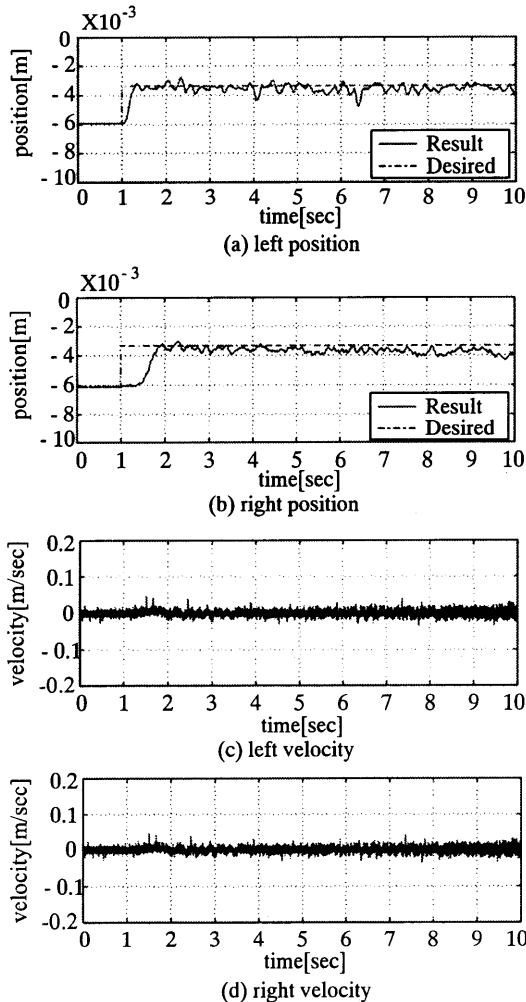 X10⁻³
0
- 2
- 4
- 6
- 8
- 10
position[m]
Result
Desired
0 1 2 3 4 5 6 7 8 9 10
time[sec]
(a) left position
X10⁻³
0
- 2
- 4
- 6
- 8
- 10
position[m]
Result
Desired
0 1 2 3 4 5 6 7 8 9 10
time[sec]
(b) right position
0.2
0.1
0
- 0.1
-0.2
velocity[m/sec]
0 1 2 3 4 5 6 7 8 9 10
time[sec]
(c) left velocity
0.2
0.1
0
- 0.1
-0.2
velocity[m/sec]
0 1 2 3 4 5 6 7 8 9 10
time[sec]
(d) right velocity